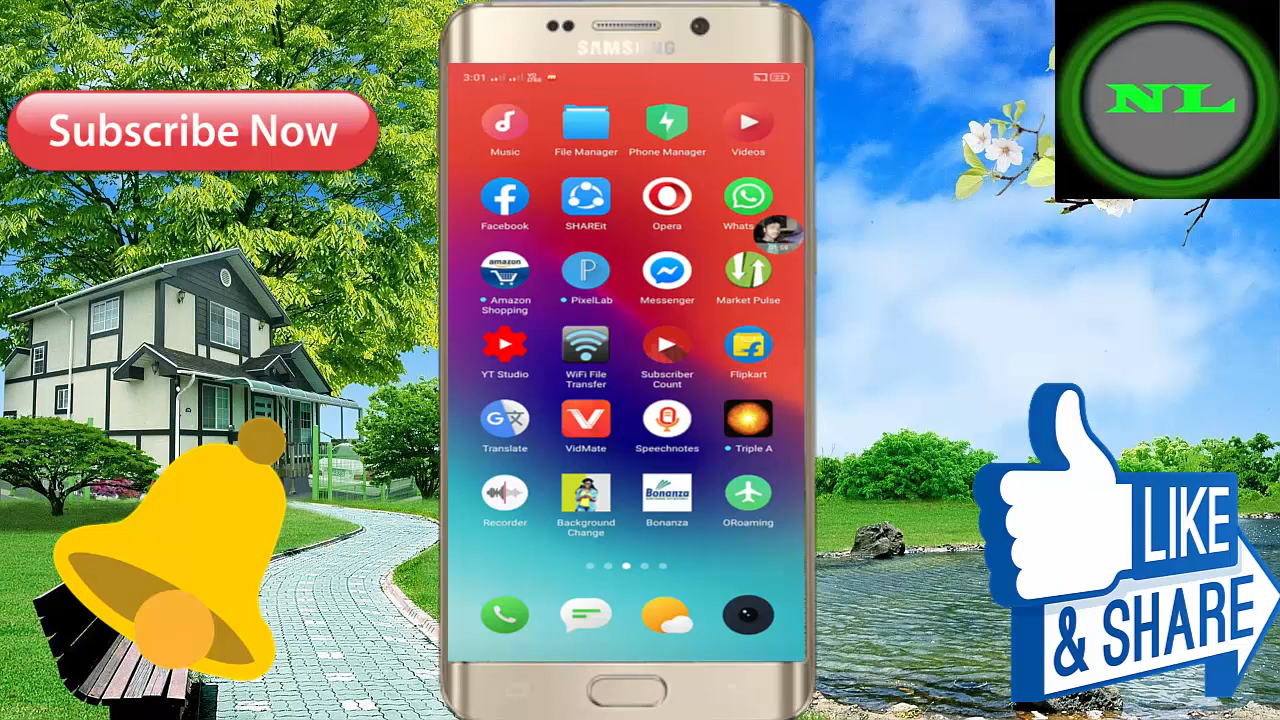 SAMSUNG
3:01
Subscribe Now
NL
Music
File Manager
Phone Manager
Videos
Facebook
SHAREit
Opera
Whats
amazon
Amazon
Shopping
PixelLab
Messenger
Market Pulse
YT Studio
WiFi File
Transfer
Subscriber
Count
Flipkart
Translate
VidMate
Speechnotes
Triple A
Recorder
Background
Change
Bonanza
Bonanza
ORoaming
LIKE
& SHARE